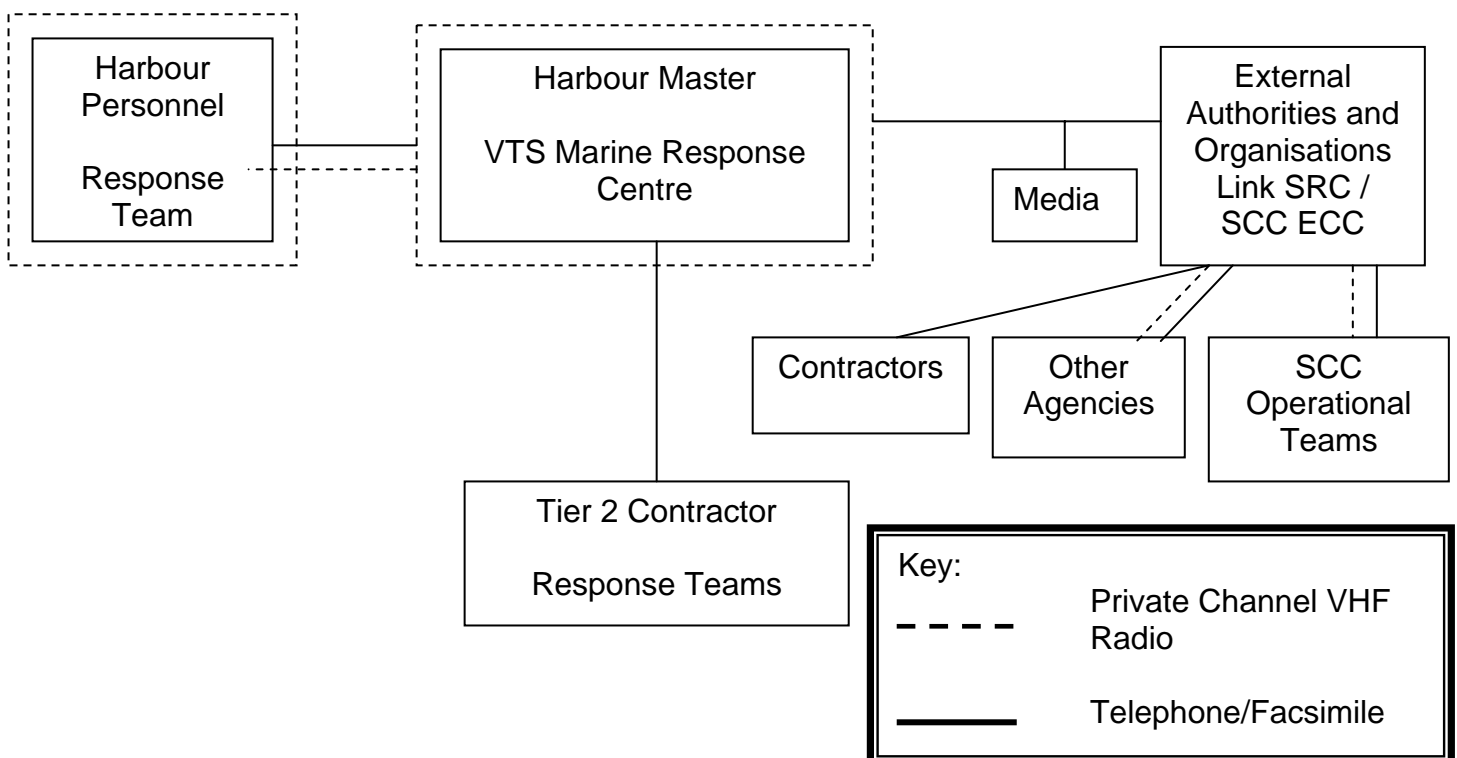 Harbour
Personnel
Response
Team
Harbour Master
VTS Marine Response
Centre
Media
External
Authorities and
Organisations
Link SRC /
SCC ECC
Contractors
Other
Agencies
SCC
Operational
Teams
Tier 2 Contractor
Response Teams
Key:
Private Channel VHF
Radio
Telephone/Facsimile